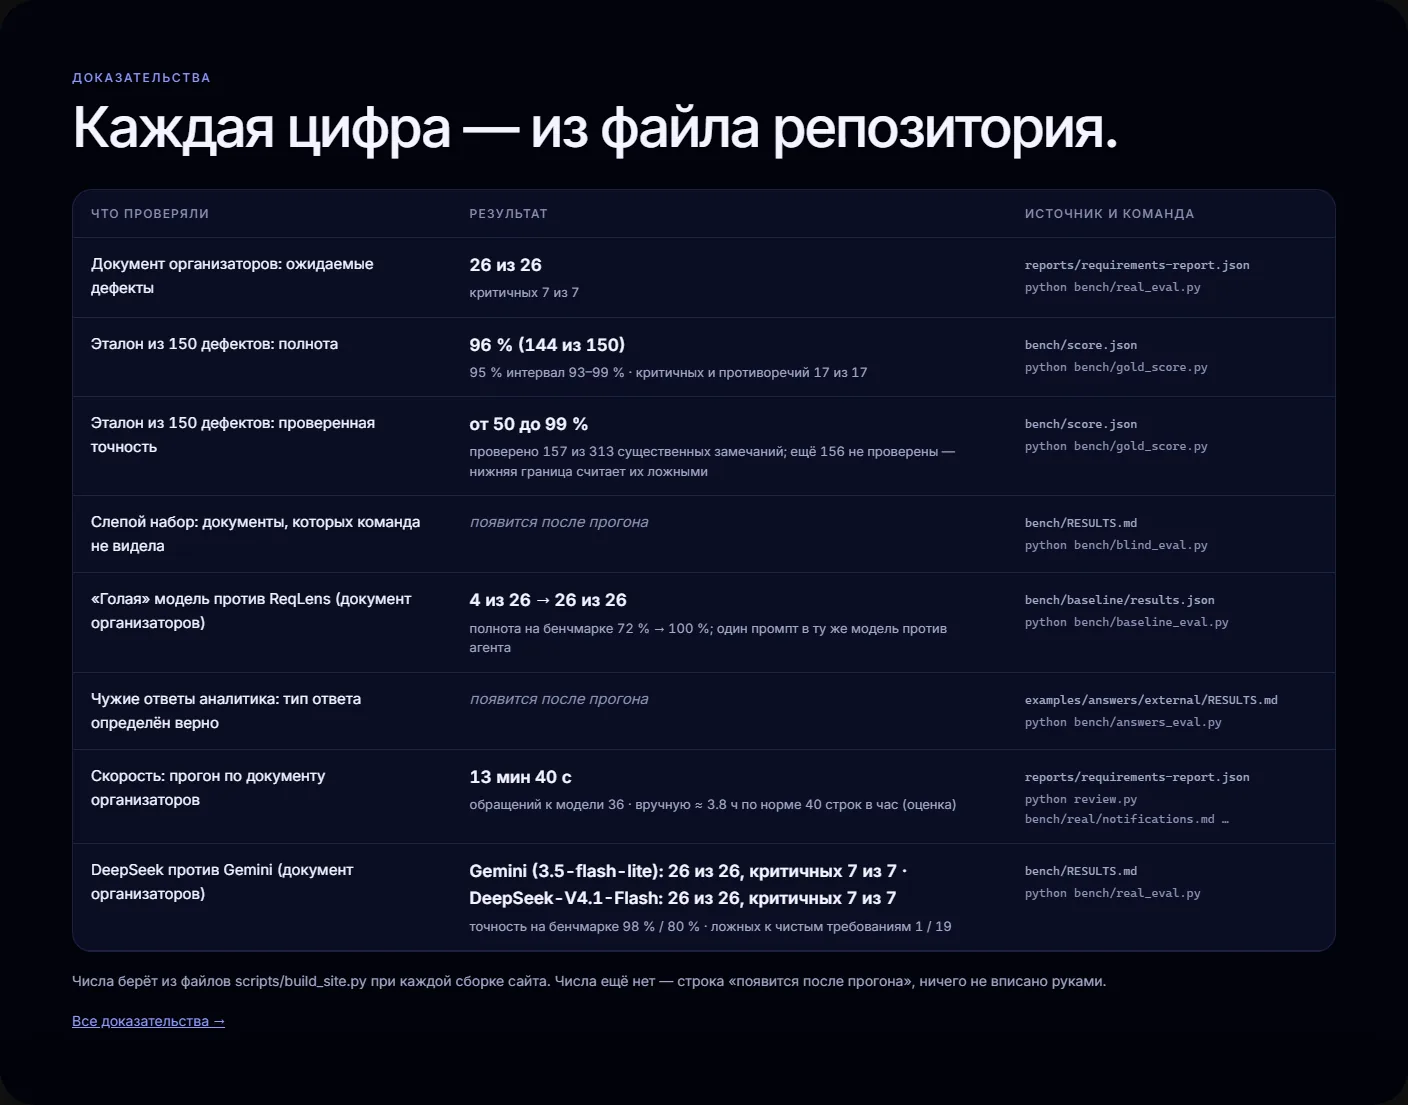 ДОКАЗАТЕЛЬСТВА
Каждая цифра — из файла репозитория.
ЧТО ПРОВЕРЯЛИ
РЕЗУЛЬТАТ
ИСТОЧНИК И КОМАНДА
Документ организаторов: ожидаемые
дефекты
26 из 26
критичных 7 из 7
reports/requirements-report.json
python bench/real_eval.py
Эталон из 150 дефектов: полнота
96 % (144 из 150)
95 % интервал 93–99 % · критичных и противоречий 17 из 17
bench/score.json
python bench/gold_score.py
Эталон из 150 дефектов: проверенная
точность
от 50 до 99 %
проверено 157 из 313 существенных замечаний; ещё 156 не проверены —
нижняя граница считает их ложными
bench/score.json
python bench/gold_score.py
Слепой набор: документы, которых команда
не видела
появится после прогона
bench/RESULTS.md
python bench/blind_eval.py
«Голая» модель против ReqLens (документ
организаторов)
4 из 26 → 26 из 26
полнота на бенчмарке 72 % → 100 %; один промпт в ту же модель против
агента
bench/baseline/results.json
python bench/baseline_eval.py
Чужие ответы аналитика: тип ответа
определён верно
появится после прогона
examples/answers/external/RESULTS.md
python bench/answers_eval.py
Скорость: прогон по документу
организаторов
13 мин 40 с
обращений к модели 36 · вручную ≈ 3.8 ч по норме 40 строк в час (оценка)
reports/requirements-report.json
python review.py
bench/real/notifications.md …
DeepSeek против Gemini (документ
организаторов)
Gemini (3.5-flash-lite): 26 из 26, критичных 7 из 7 ·
DeepSeek-V4.1-Flash: 26 из 26, критичных 7 из 7
точность на бенчмарке 98 % / 80 % · ложных к чистым требованиям 1 / 19
bench/RESULTS.md
python bench/real_eval.py
Числа берёт из файлов scripts/build_site.py при каждой сборке сайта. Числа ещё нет — строка «появится после прогона», ничего не вписано руками.
Все доказательства →